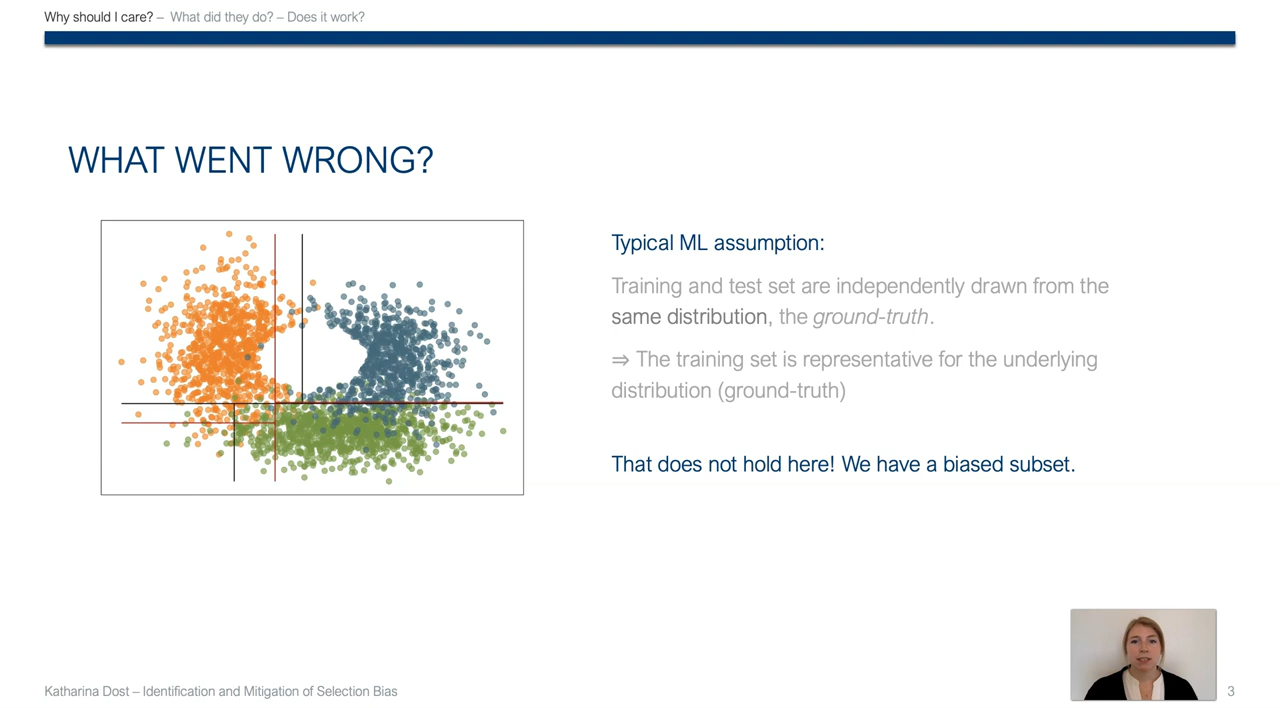 Why should I care? – What did they do? – Does it work?
WHAT WENT WRONG?
Typical ML assumption:
Training and test set are independently drawn from the
same distribution, the ground-truth.
⇒ The training set is representative for the underlying
distribution (ground-truth)
That does not hold here! We have a biased subset.
Katharina Dost – Identification and Mitigation of Selection Bias
3